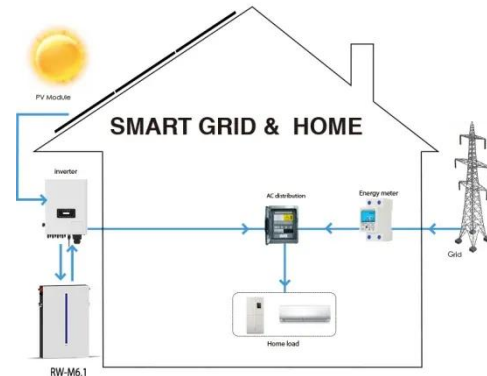 PV Module
SMART GRID & HOME
Inverter
AC distribution
Energy meter
Grid
Home load
RW-M6.1